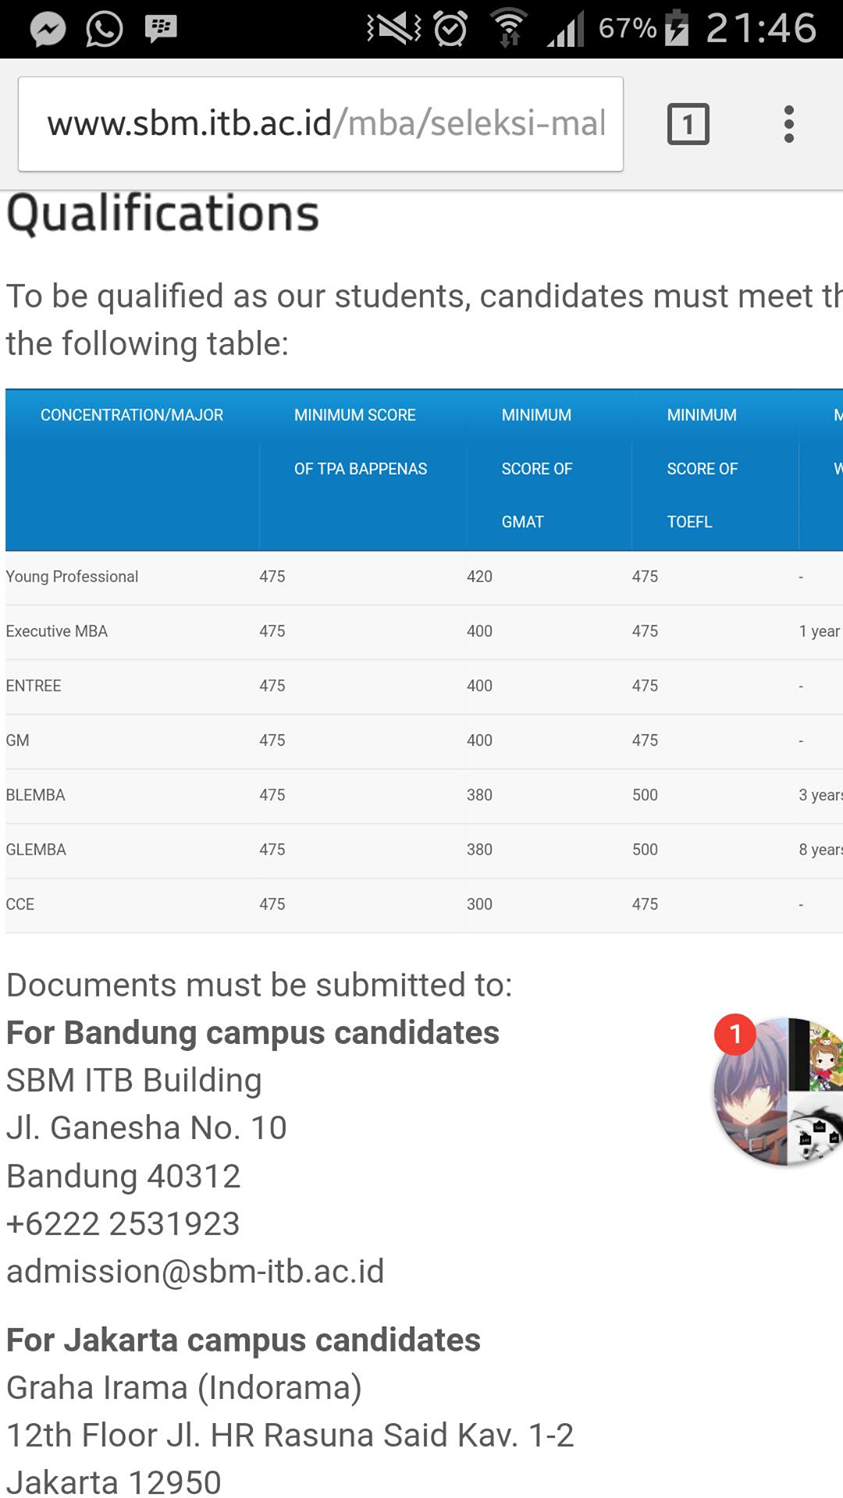 67% 21:46
www.sbm.itb.ac.id/mba/seleksi-mal
1
Qualifications
To be qualified as our students, candidates must meet th
the following table:
CONCENTRATION/MAJOR MINIMUM SCORE OF TPA BAPPENAS MINIMUM SCORE OF GMAT MINIMUM SCORE OF TOEFL M W
Young Professional 475 420 475 -
Executive MBA 475 400 475 1 year
ENTREE 475 400 475 -
GM 475 400 475 -
BLEMBA 475 380 500 3 years
GLEMBA 475 380 500 8 years
CCE 475 300 475 -
Documents must be submitted to:
For Bandung campus candidates
1
SBM ITB Building
Jl. Ganesha No. 10
Bandung 40312
+6222 2531923
admission@sbm-itb.ac.id
For Jakarta campus candidates
Graha Irama (Indorama)
12th Floor Jl. HR Rasuna Said Kav. 1-2
Jakarta 12950